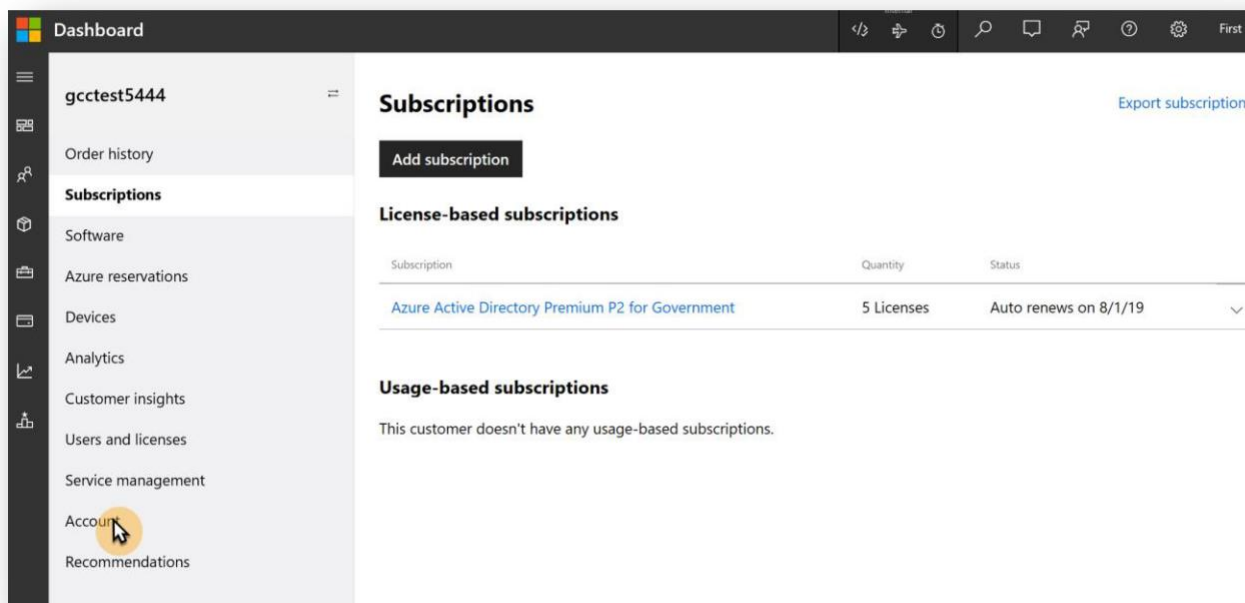 Dashboard
First
gcctest5444
Order history
Subscriptions
Software
Azure reservations
Devices
Analytics
Customer insights
Users and licenses
Service management
Account
Recommendations
Subscriptions
Export subscription
Add subscription
License-based subscriptions
Subscription Quantity Status
Azure Active Directory Premium P2 for Government 5 Licenses Auto renews on 8/1/19
Usage-based subscriptions
This customer doesn't have any usage-based subscriptions.